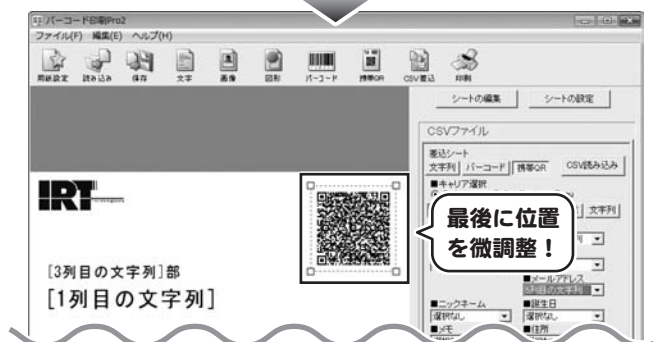 バーコード印刷Pro2
ファイル(F) 編集(E) ヘルプ(H)
用紙設定 読み込み 保存 文字 画像 図形 バーコード 携帯QR CSV差込 印刷
シートの編集 シートの設定
CSVファイル
差込シート
文字列 バーコード 携帯QR CSV読み込み
■キャリア選択
文字列
IRT
最後に位置
を微調整！
[3列目の文字列]部
[1列目の文字列]
■メールアドレス
5列目の文字列
■ニックネーム ■誕生日
選択なし 選択なし
■メモ ■住所